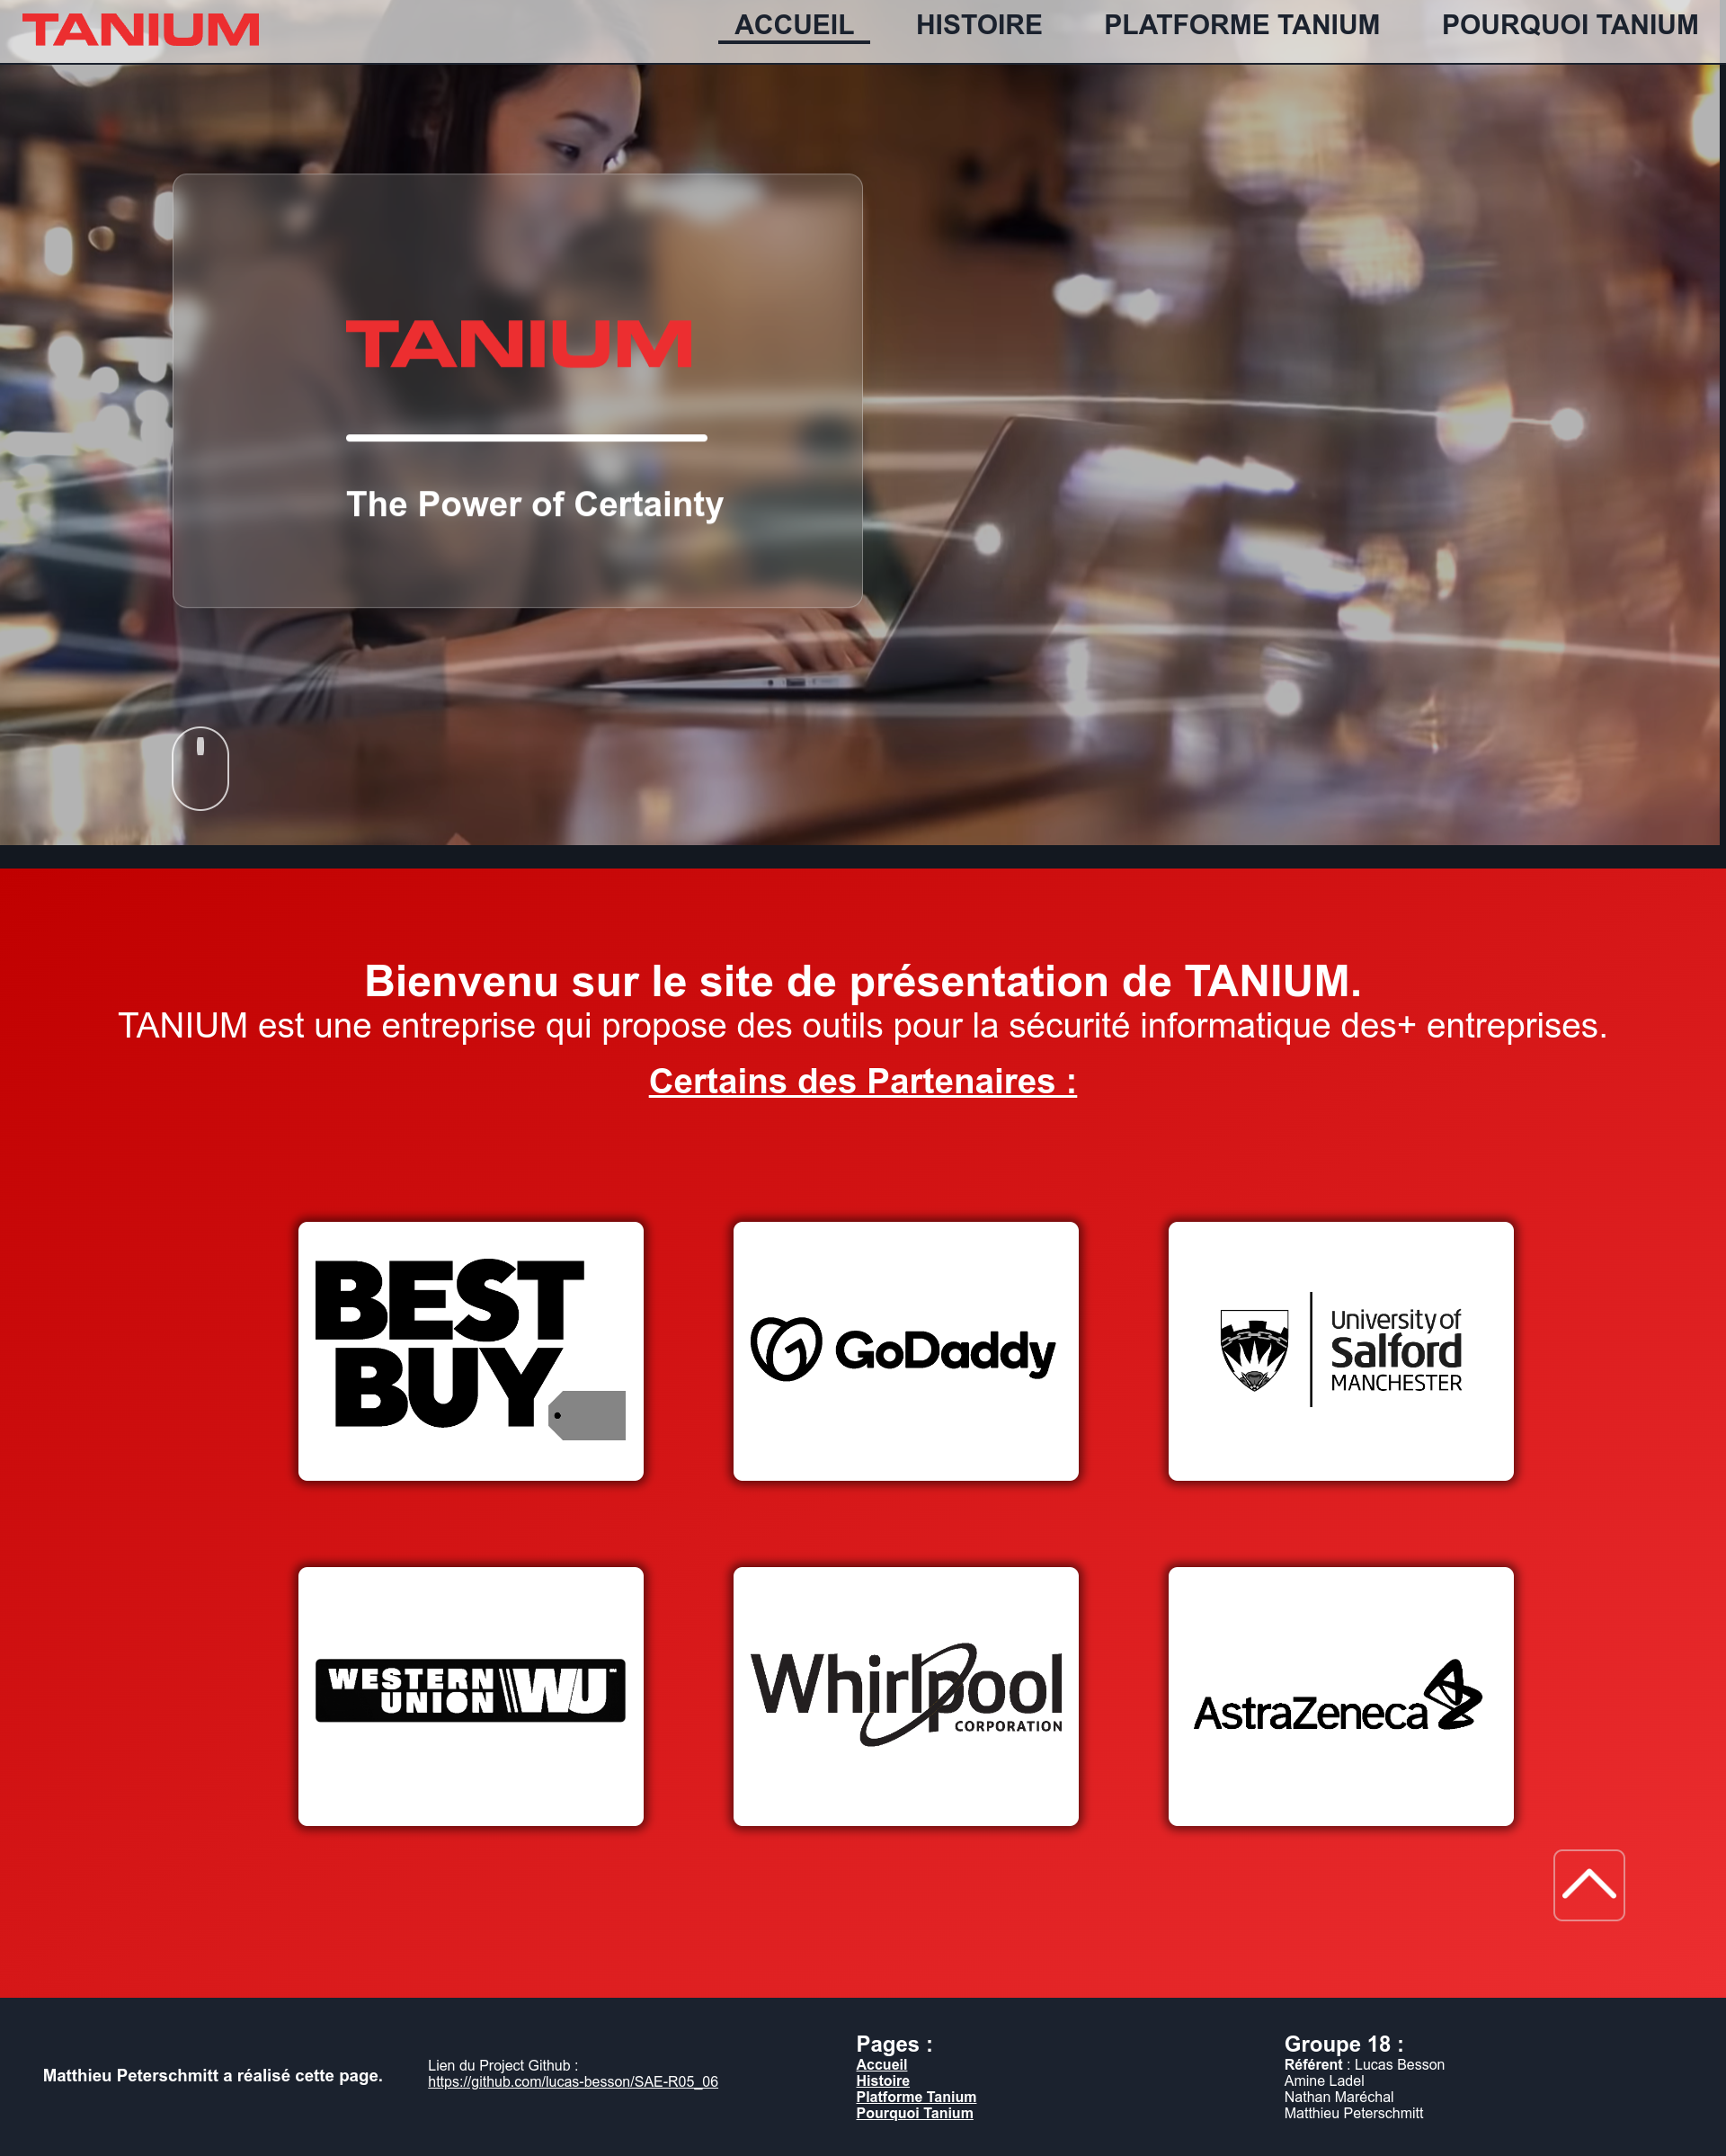 TANIUM
ACCUEIL HISTOIRE PLATFORME TANIUM POURQUOI TANIUM
TANIUM
The Power of Certainty
Bienvenu sur le site de présentation de TANIUM.
TANIUM est une entreprise qui propose des outils pour la sécurité informatique des+ entreprises.
Certains des Partenaires :
BEST
BUY
GoDaddy
University of
Salford
MANCHESTER
WESTERN
UNION
WU
Whirlpool
CORPORATION
AstraZeneca
Matthieu Peterschmitt a réalisé cette page.
Lien du Project Github :
https://github.com/lucas-besson/SAE-R05_06
Pages :
Accueil
Histoire
Platforme Tanium
Pourquoi Tanium
Groupe 18 :
Référent : Lucas Besson
Amine Ladel
Nathan Maréchal
Matthieu Peterschmitt